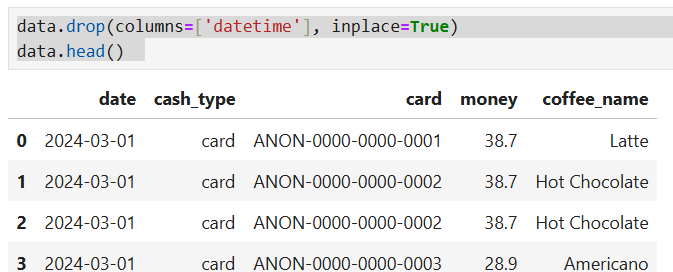 data.drop(columns=['datetime'], inplace=True)
data.head()
date cash_type card money coffee_name
0 2024-03-01 card ANON-0000-0000-0001 38.7 Latte
1 2024-03-01 card ANON-0000-0000-0002 38.7 Hot Chocolate
2 2024-03-01 card ANON-0000-0000-0002 38.7 Hot Chocolate
3 2024-03-01 card ANON-0000-0000-0003 28.9 Americano